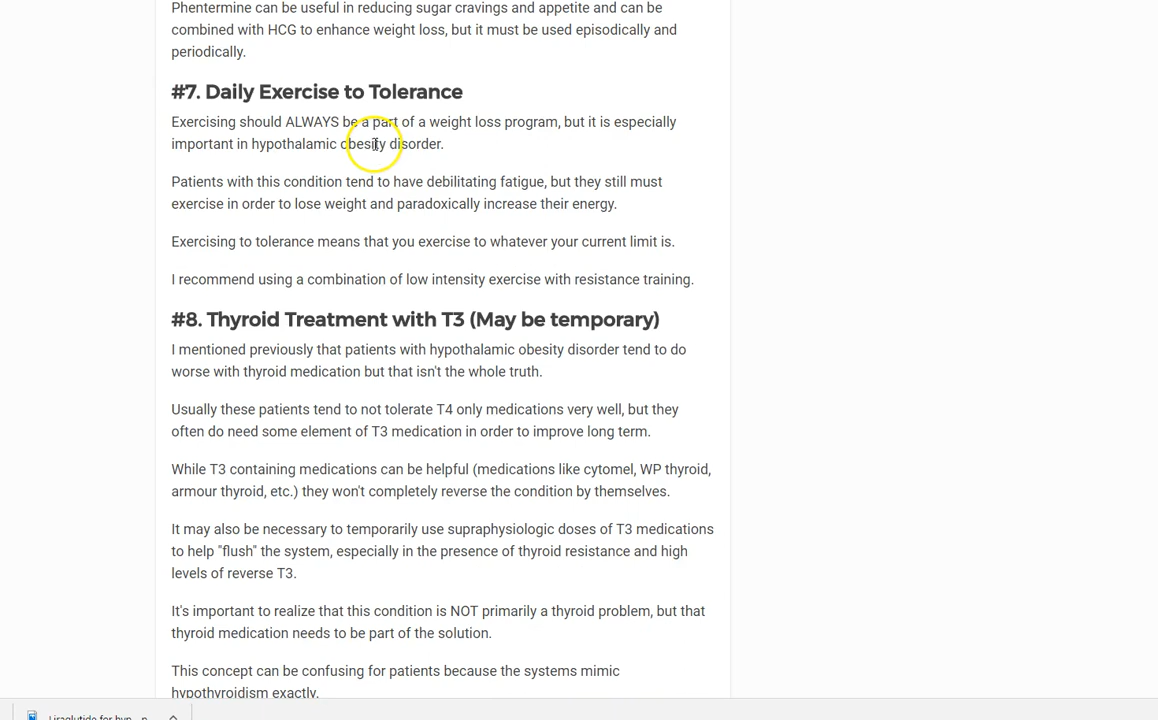 Phentermine can be useful in reducing sugar cravings and appetite and can be
combined with HCG to enhance weight loss, but it must be used episodically and
periodically.
#7. Daily Exercise to Tolerance
Exercising should ALWAYS be a part of a weight loss program, but it is especially
important in hypothalamic obesity disorder.
Patients with this condition tend to have debilitating fatigue, but they still must
exercise in order to lose weight and paradoxically increase their energy.
Exercising to tolerance means that you exercise to whatever your current limit is.
I recommend using a combination of low intensity exercise with resistance training.
#8. Thyroid Treatment with T3 (May be temporary)
I mentioned previously that patients with hypothalamic obesity disorder tend to do
worse with thyroid medication but that isn't the whole truth.
Usually these patients tend to not tolerate T4 only medications very well, but they
often do need some element of T3 medication in order to improve long term.
While T3 containing medications can be helpful (medications like cytomel, WP thyroid,
armour thyroid, etc.) they won't completely reverse the condition by themselves.
It may also be necessary to temporarily use supraphysiologic doses of T3 medications
to help "flush" the system, especially in the presence of thyroid resistance and high
levels of reverse T3.
It's important to realize that this condition is NOT primarily a thyroid problem, but that
thyroid medication needs to be part of the solution.
This concept can be confusing for patients because the systems mimic
hypothyroidism exactly.
Liraglutide for hyp...p